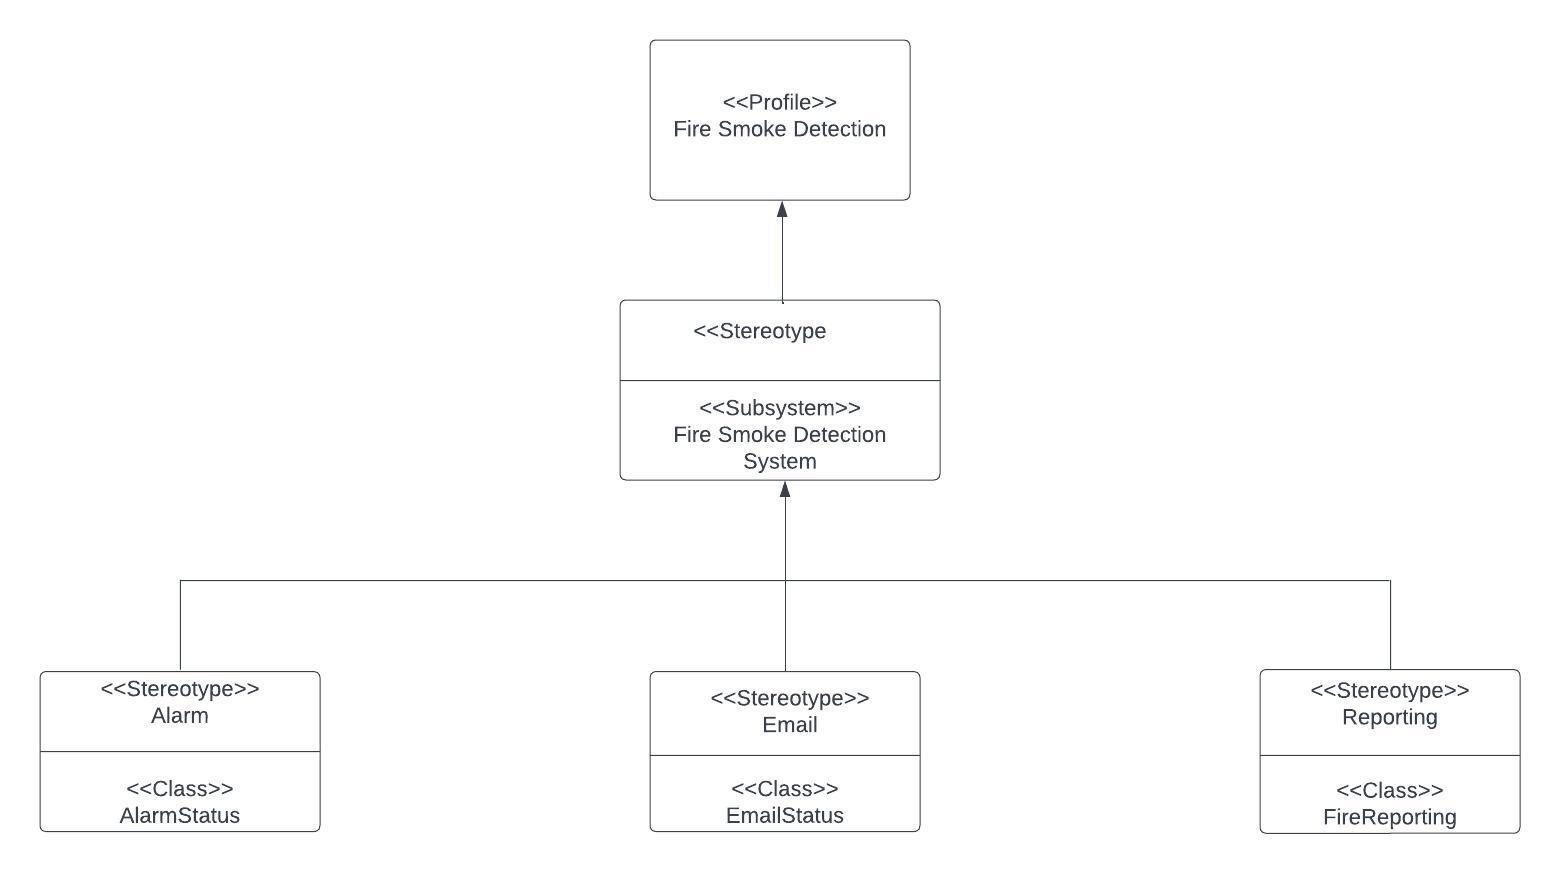 <<Profile>>
Fire Smoke Detection
<<Stereotype
<<Subsystem>>
Fire Smoke Detection
System
<<Stereotype>>
Alarm
<<Class>>
AlarmStatus
<<Stereotype>>
Email
<<Class>>
EmailStatus
<<Stereotype>>
Reporting
<<Class>>
FireReporting